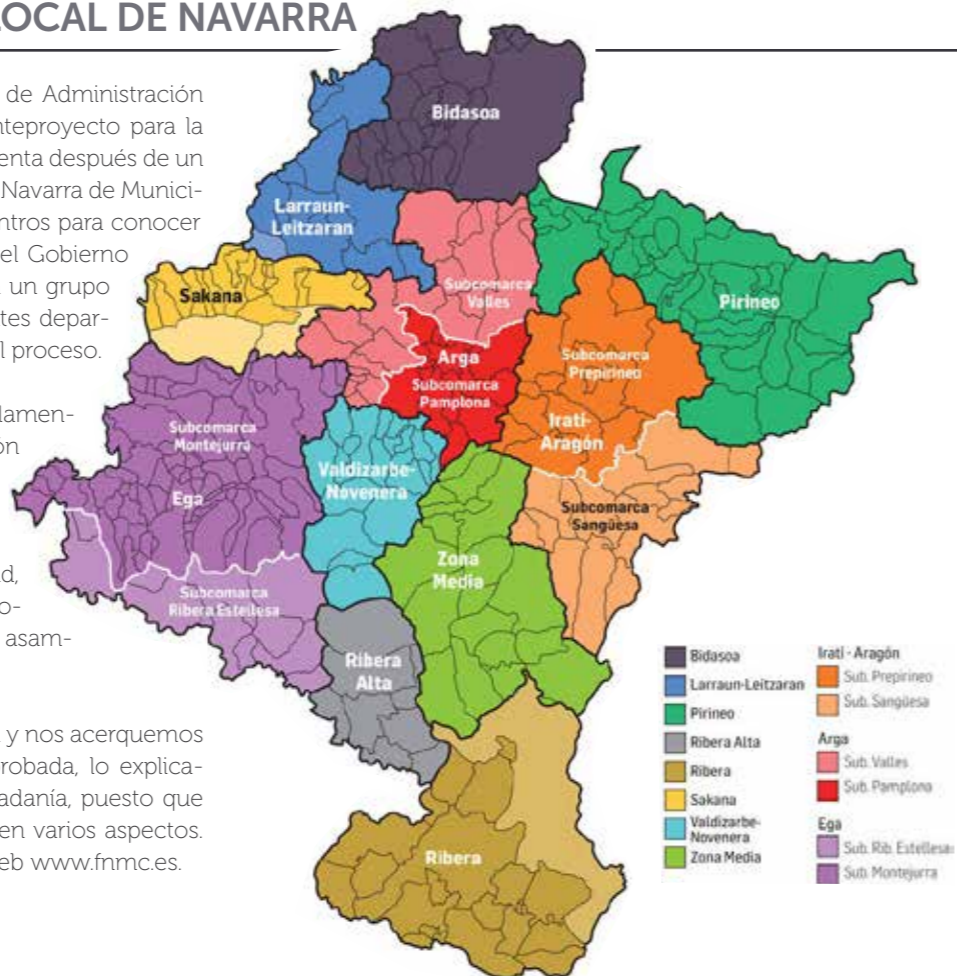 LOCAL DE NAVARRA
de Administración
nteproyecto para la
enta después de un
Navarra de Munici-
ntros para conocer
el Gobierno
un grupo
tes depar-
l proceso.
lamen-
ón
d,
o-
asam-
y nos acerquemos
robada, lo explica-
adanía, puesto que
en varios aspectos.
eb www.fnmc.es.
Bidasoa
Larraun-
Leitzaran
Sakana
Subcomarca
Valles
Pirineo
Arga
Subcomarca
Pamplona
Subcomarca
Prepirineo
Irati-
Aragón
Subcomarca
Montejurra
Ega
Valdizarbe-
Novenera
Subcomarca
Sangüesa
Zona
Media
Subcomarca
Ribera Estellesa
Ribera
Alta
Ribera
Bidasoa
Larraun-Leitzaran
Pirineo
Ribera Alta
Ribera
Sakana
Valdizarbe-
Novenera
Zona Media
Irati - Aragón
Sub. Prepirineo
Sub. Sangüesa
Arga
Sub. Valles
Sub. Pamplona
Ega
Sub. Rib. Estellesa
Sub. Montejurra